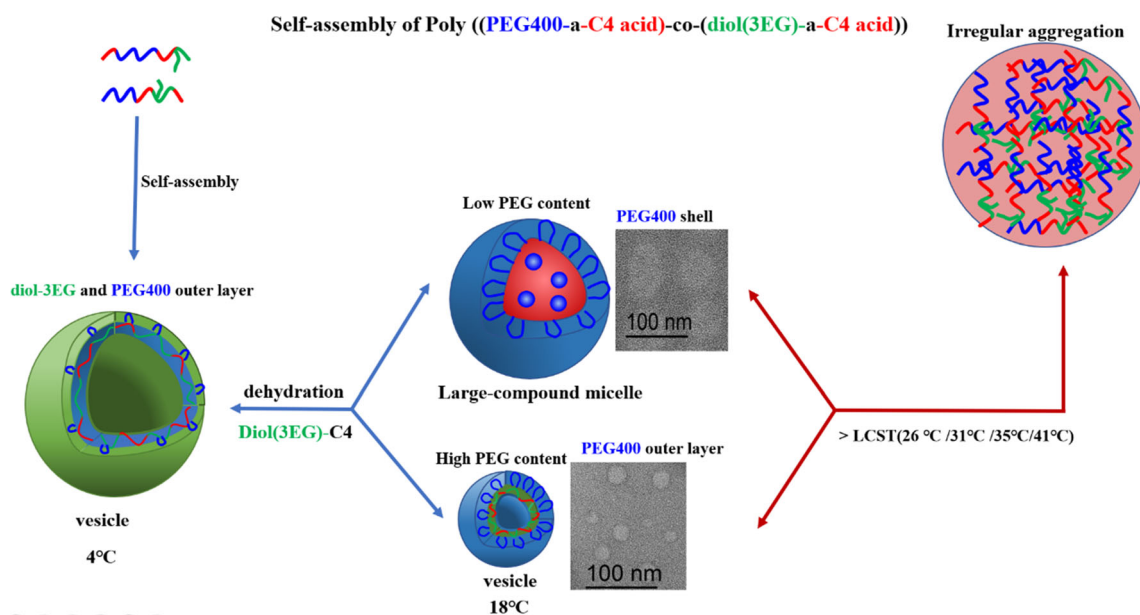 Self-assembly of Poly ((PEG400-a-C4 acid)-co-(diol(3EG)-a-C4 acid))
Irregular aggregation
Self-assembly
diol-3EG and PEG400 outer layer
vesicle
4°C
dehydration
Diol(3EG)-C4
Low PEG content
PEG400 shell
100 nm
Large-compound micelle
High PEG content
PEG400 outer layer
100 nm
vesicle
18°C
> LCST(26 °C /31°C /35°C/41°C)